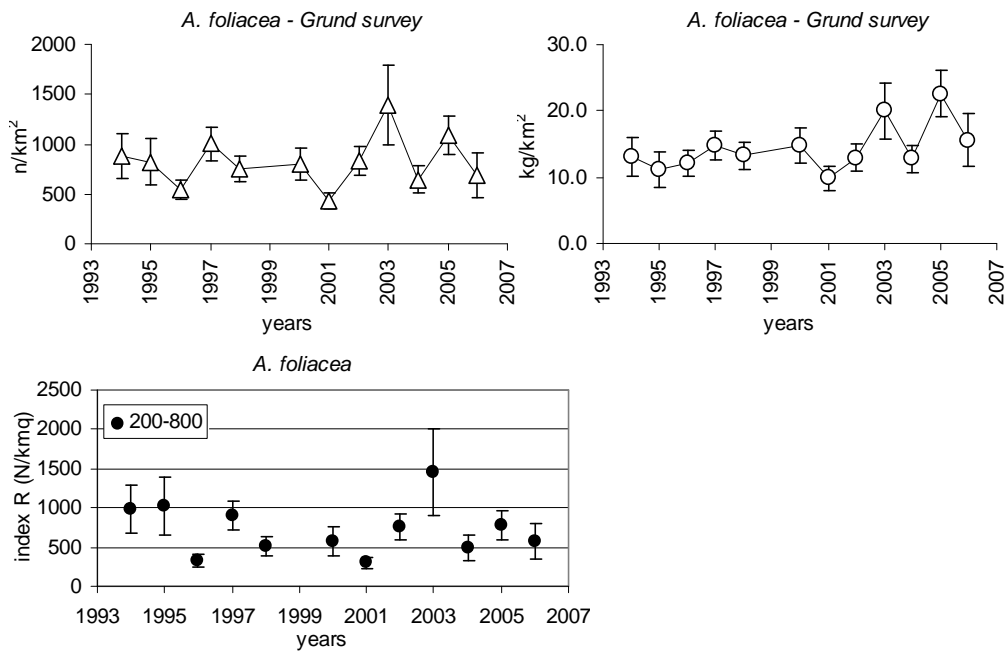 A. foliacea - Grund survey
2000
1500
1000
500
0
n/km²
1993 1995 1997 1999 2001 2003 2005 2007
years
A. foliacea - Grund survey
30.0
20.0
10.0
0.0
kg/km²
1993 1995 1997 1999 2001 2003 2005 2007
years
A. foliacea
2500
2000
1500
1000
500
0
index R (N/kmq)
200-800
1993 1995 1997 1999 2001 2003 2005 2007
years